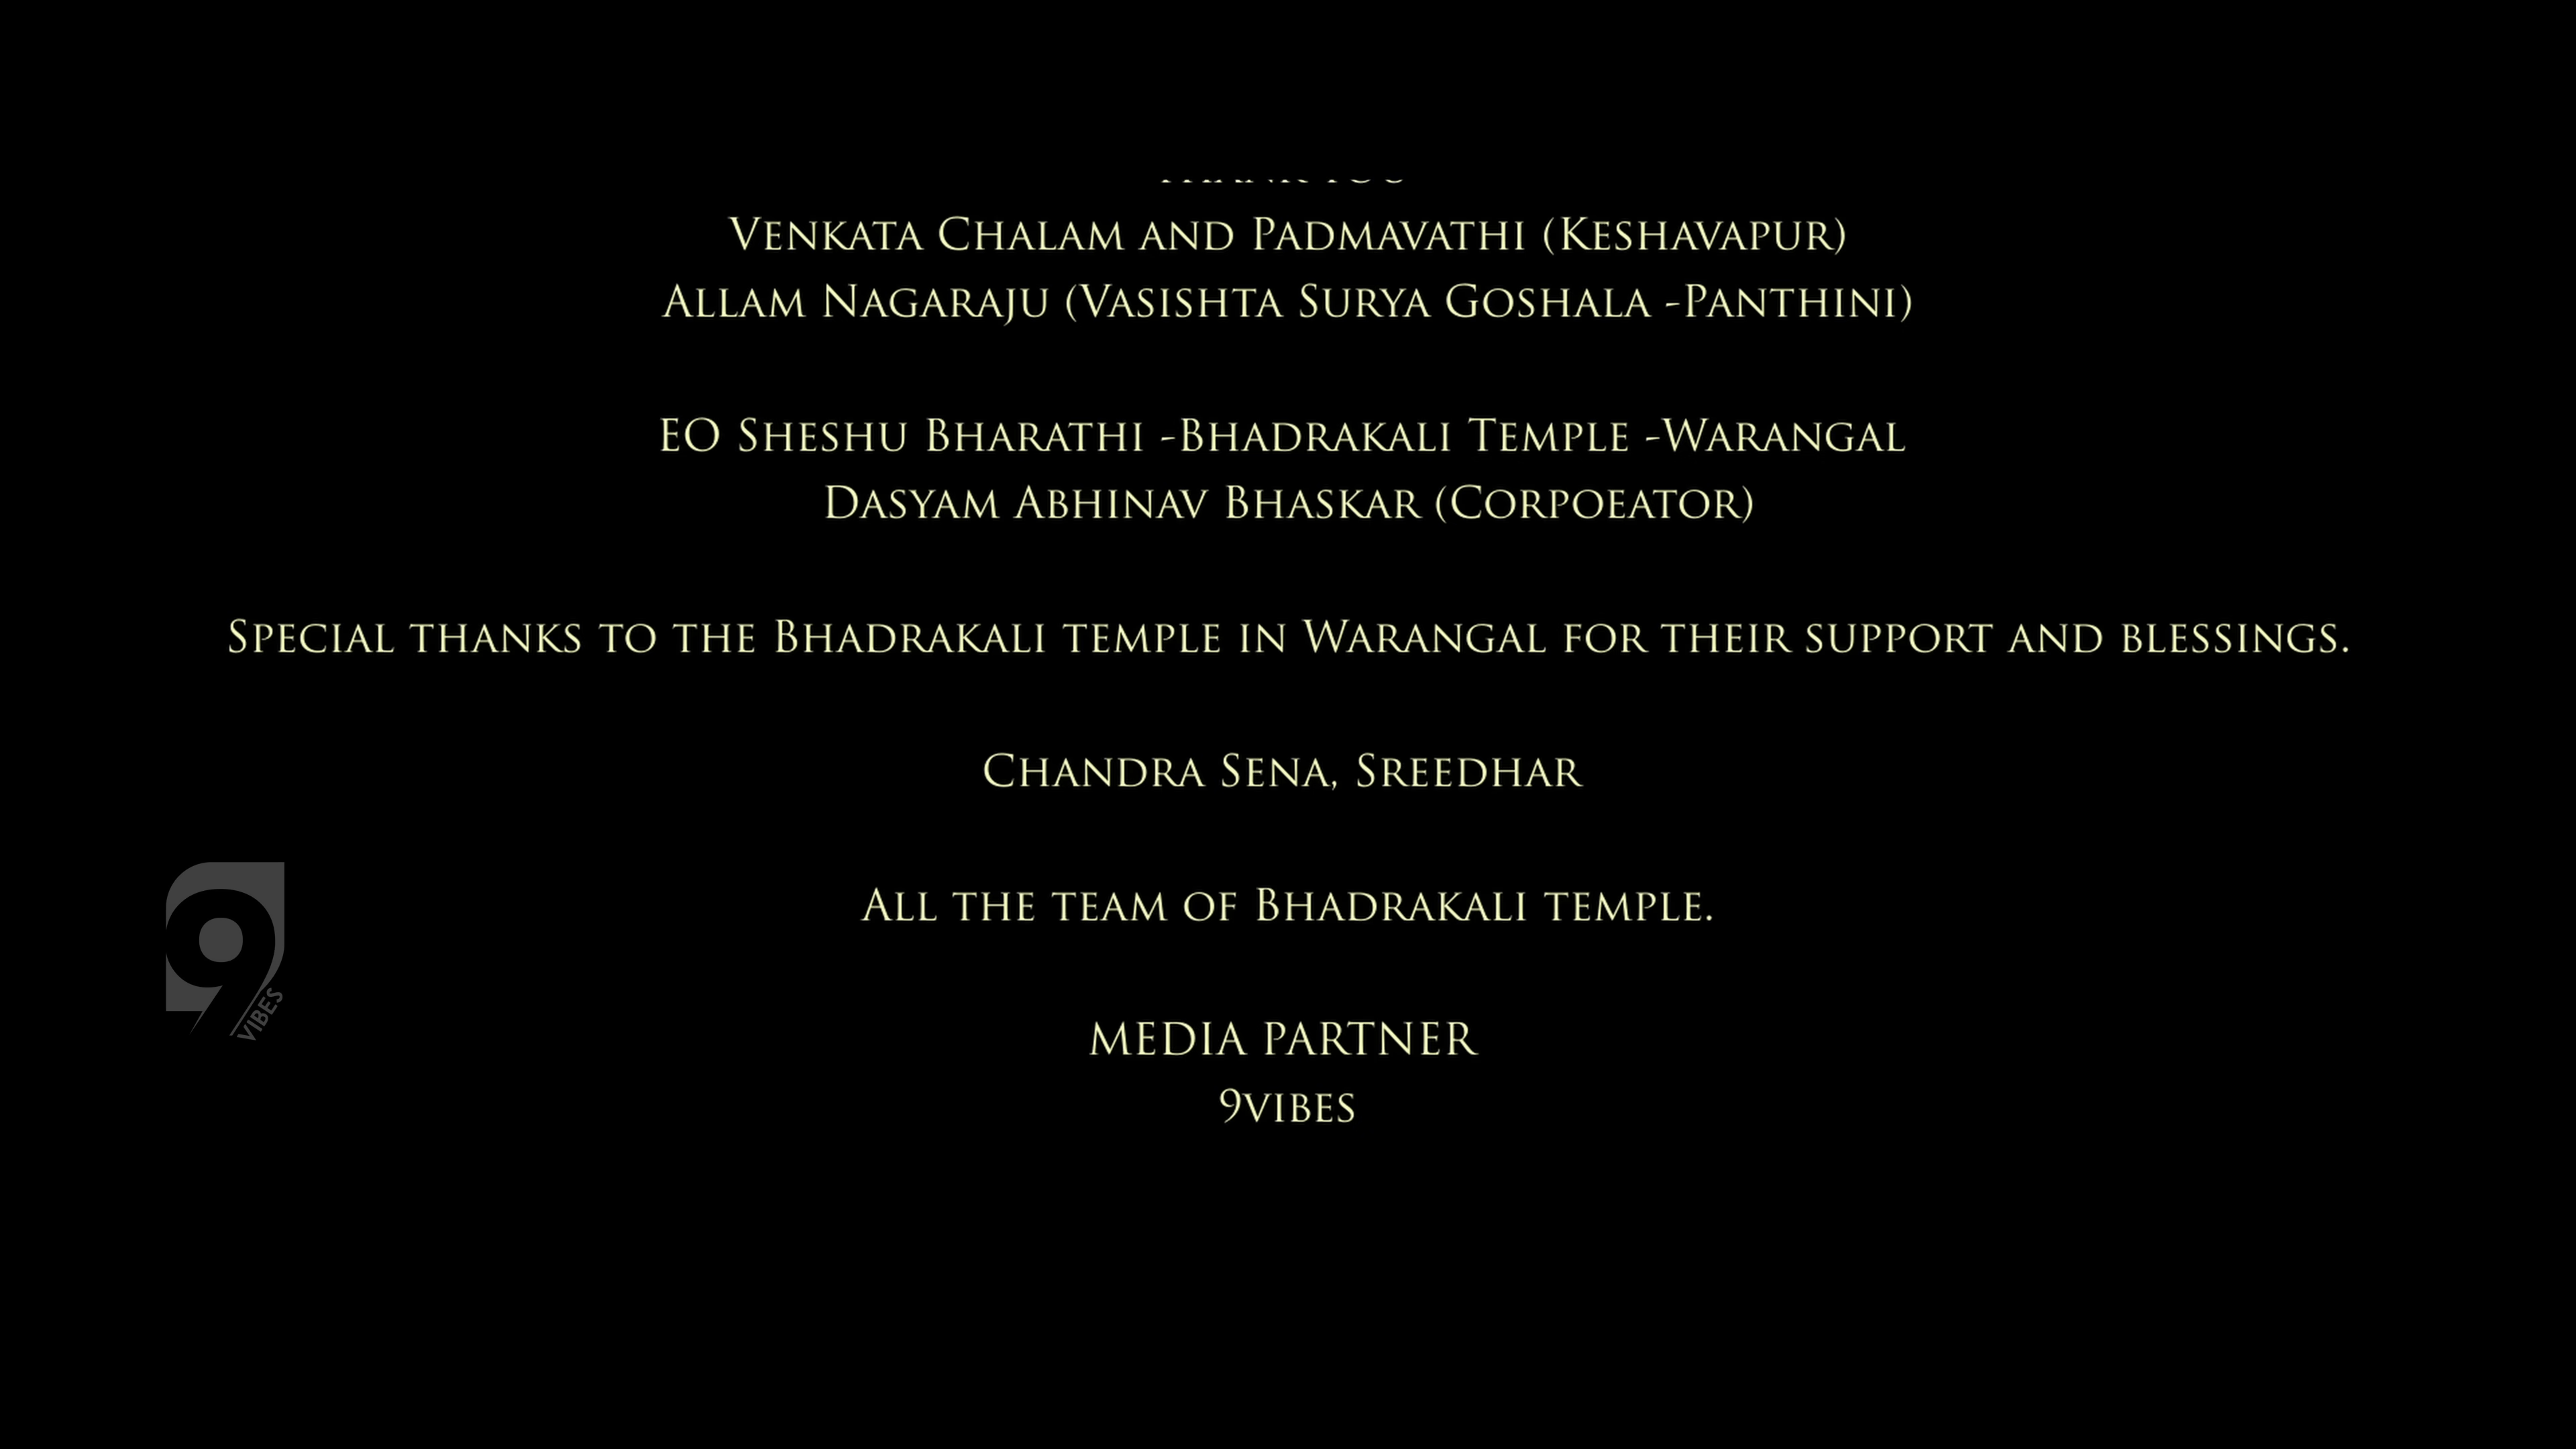 Venkata Chalam and Padmavathi (Keshavapur)
Allam Nagaraju (Vasishta Surya Goshala -Panthini)
EO Sheshu Bharathi -Bhadrakali Temple -Warangal
Dasyam Abhinav Bhaskar (Corpoeator)
Special thanks to the Bhadrakali temple in Warangal for their support and blessings.
Chandra Sena, Sreedhar
All the team of Bhadrakali temple.
MEDIA PARTNER
9vibes
9 VIBES